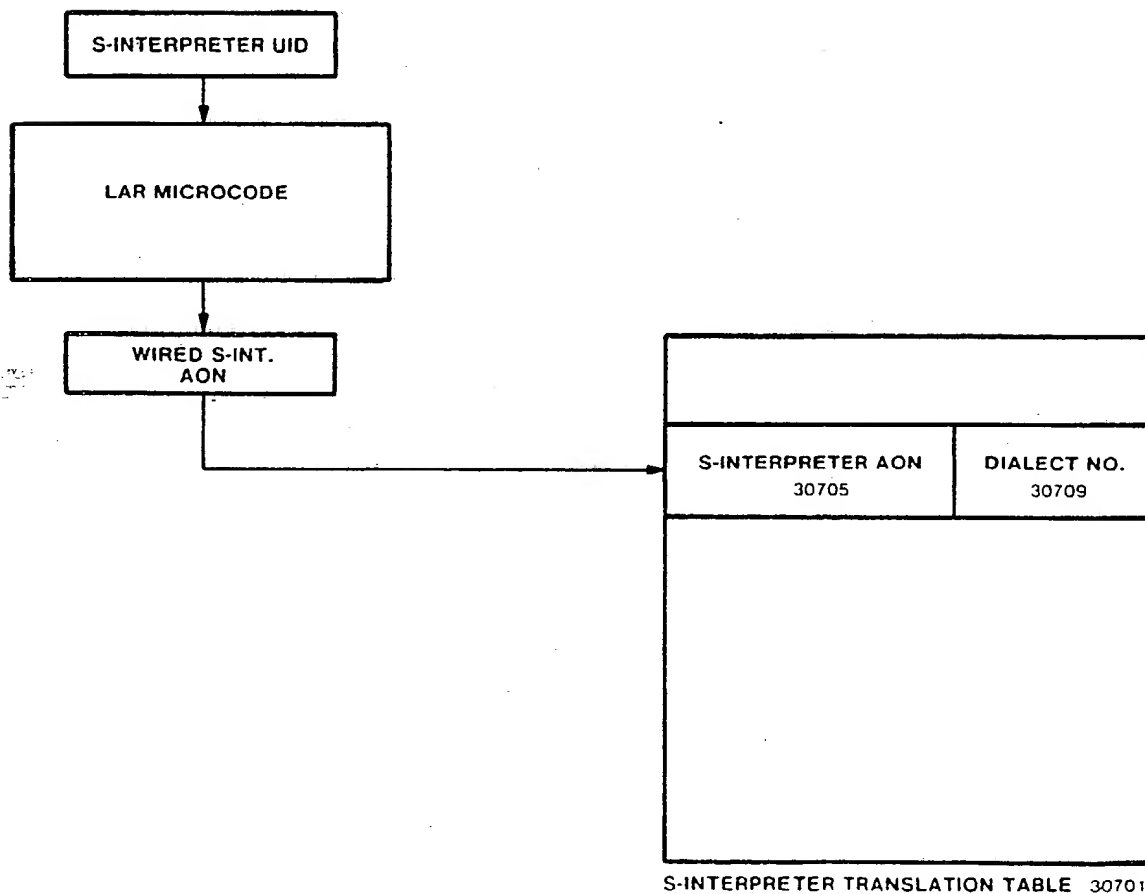 S-INTERPRETER UID
LAR MICROCODE
WIRED S-INT.
AON
S-INTERPRETER AON
30705
DIALECT NO.
30709
S-INTERPRETER TRANSLATION TABLE 30701